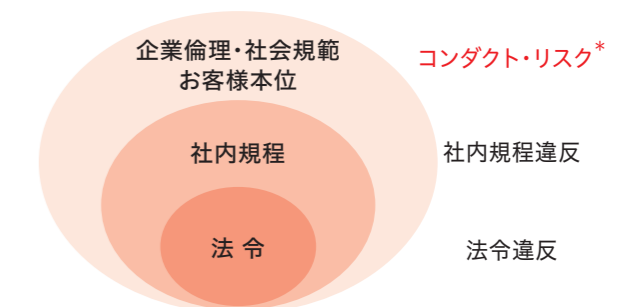 企業倫理・社会規範
お客様本位
コンダクト・リスク*
社内規程
社内規程違反
法 令
法令違反